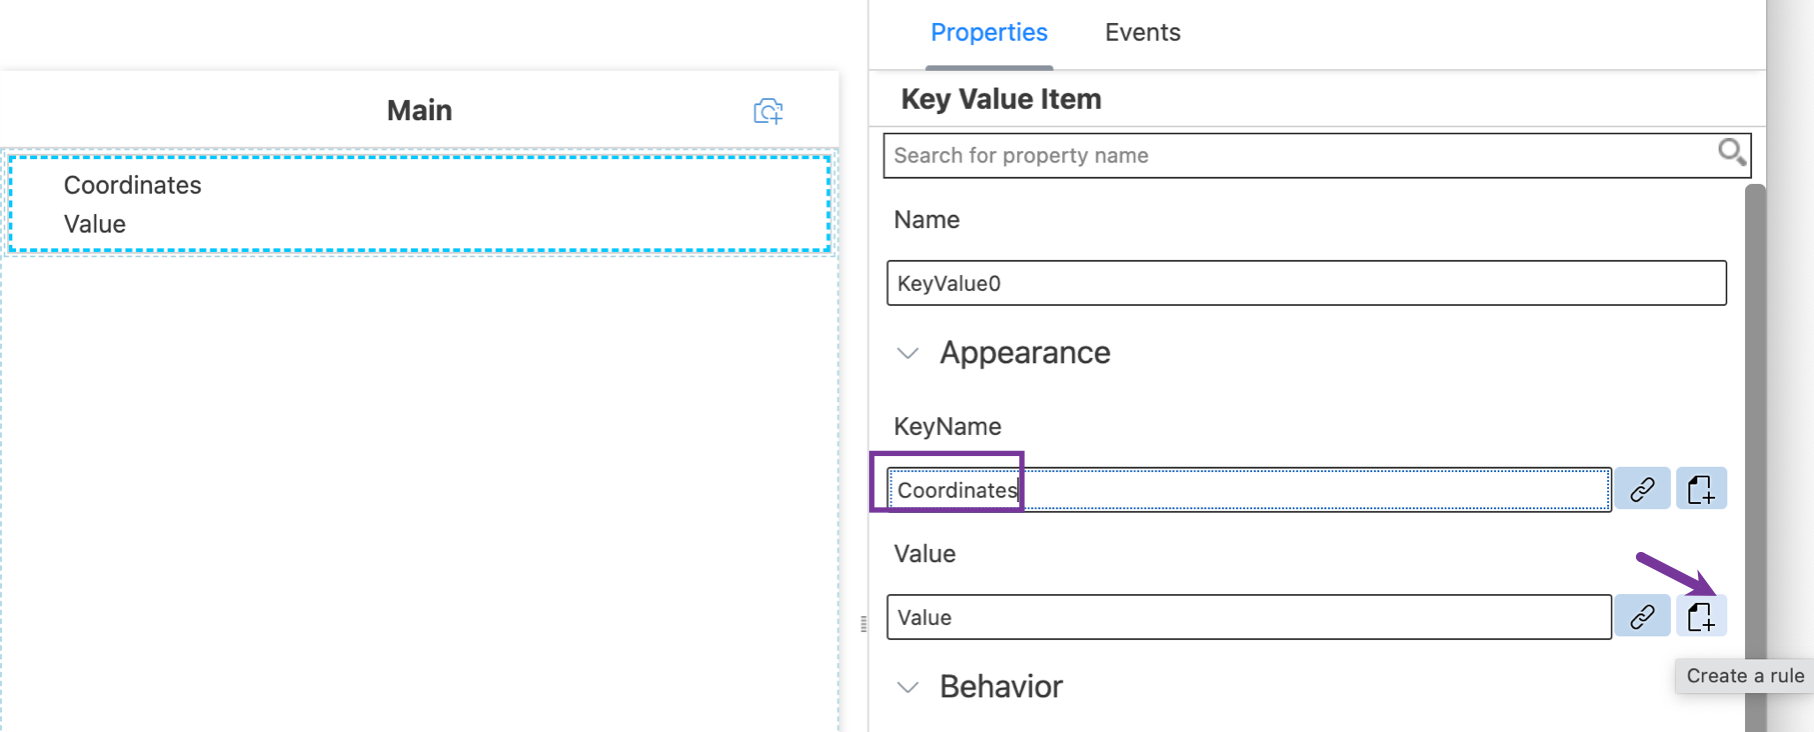 Main
Coordinates
Value
Properties Events
Key Value Item
Search for property name
Name
KeyValue0
Appearance
KeyName
Coordinates
Value
Value
Create a rule
Behavior